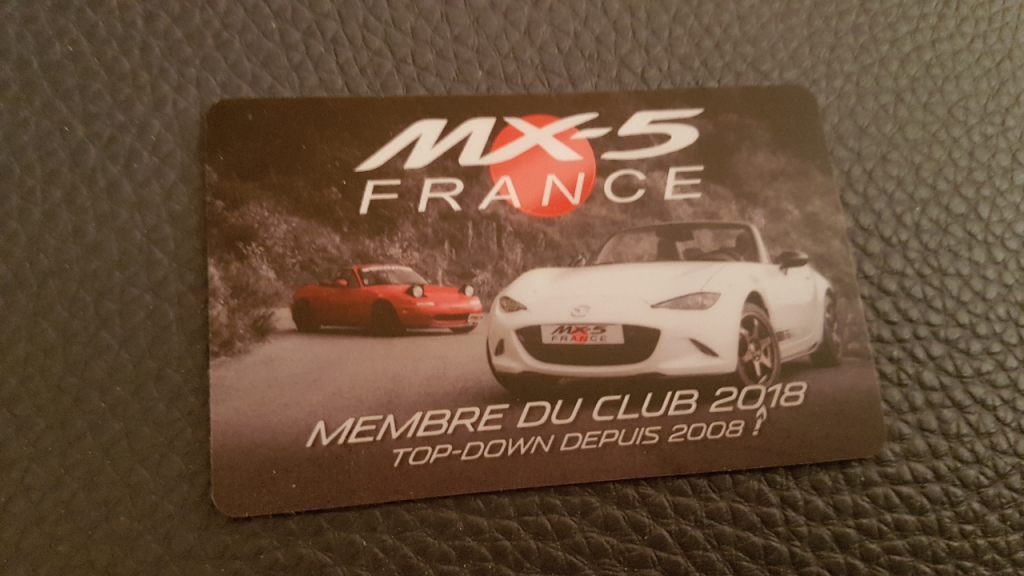 MX-5
FRANCE
MX-5
FRANCE
MEMBRE DU CLUB 2018
TOP-DOWN DEPUIS 2008 !